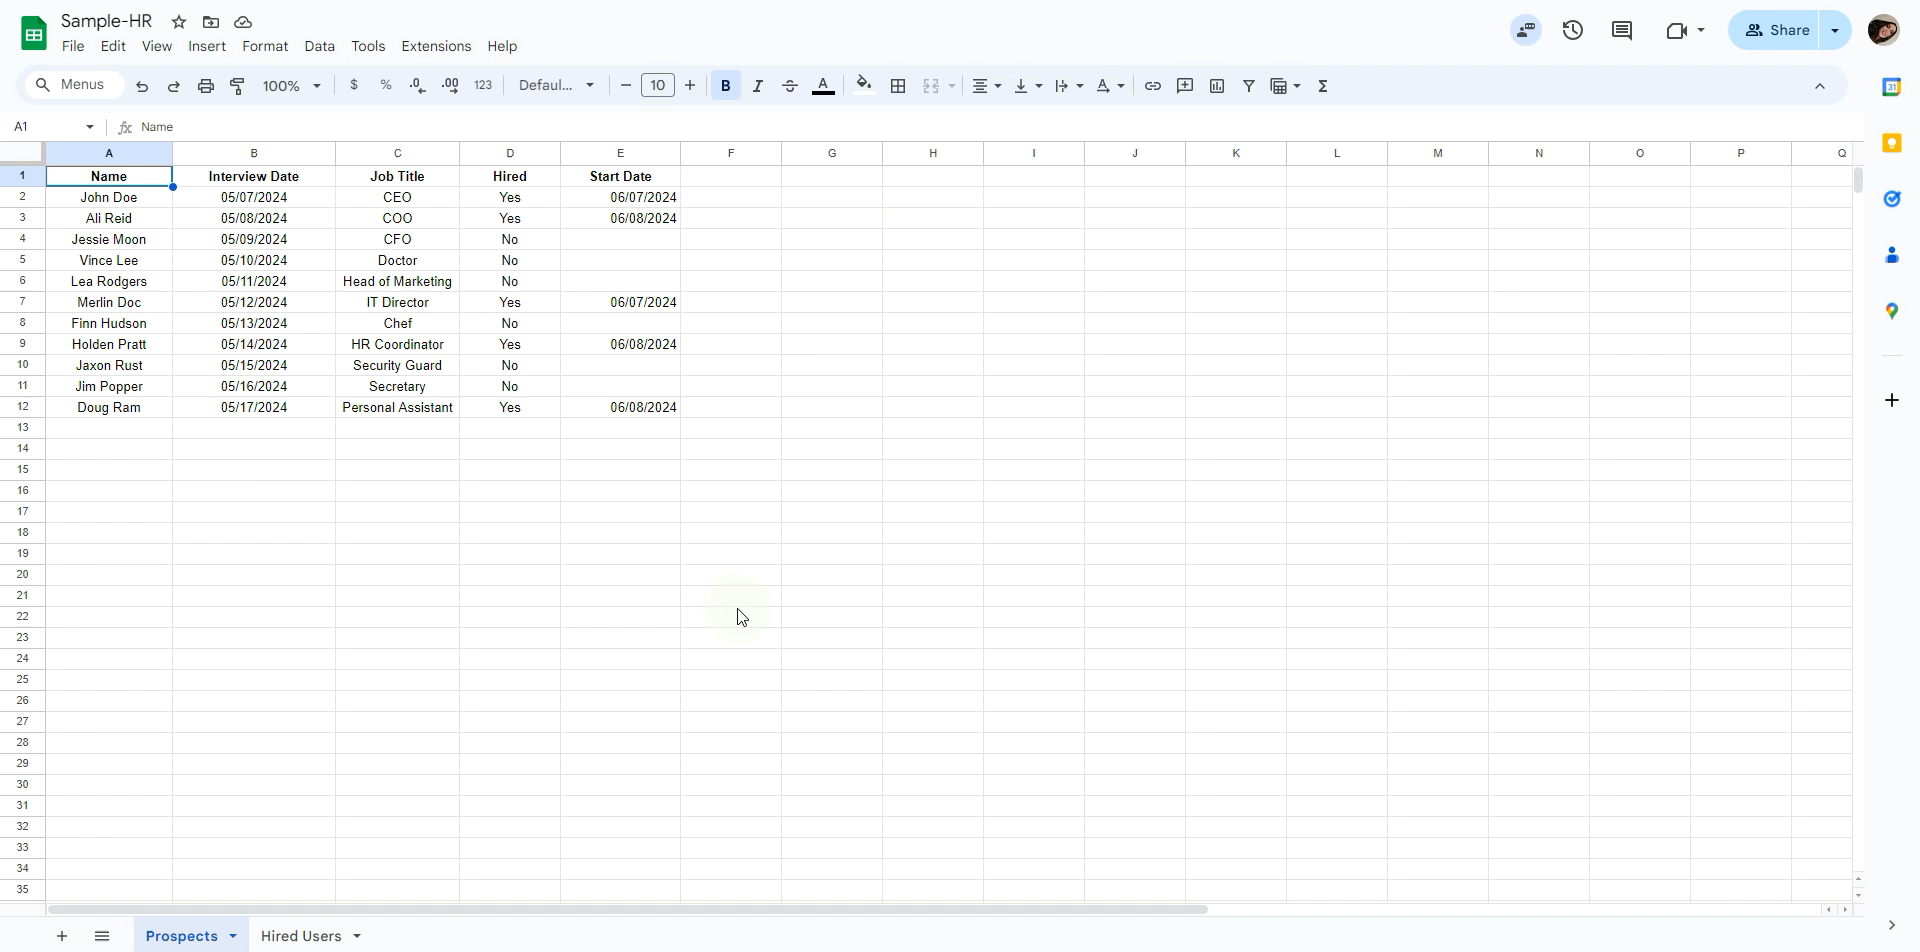 Sample-HR
File Edit View Insert Format Data Tools Extensions Help
Share
Menus 100% $ % .0 .00 123 Defaul... 10 B I A A Σ
A1 fx Name
A B C D E F G H I J K L M N O P Q
1 Name Interview Date Job Title Hired Start Date
2 John Doe 05/07/2024 CEO Yes 06/07/2024
3 Ali Reid 05/08/2024 COO Yes 06/08/2024
4 Jessie Moon 05/09/2024 CFO No
5 Vince Lee 05/10/2024 Doctor No
6 Lea Rodgers 05/11/2024 Head of Marketing No
7 Merlin Doc 05/12/2024 IT Director Yes 06/07/2024
8 Finn Hudson 05/13/2024 Chef No
9 Holden Pratt 05/14/2024 HR Coordinator Yes 06/08/2024
10 Jaxon Rust 05/15/2024 Security Guard No
11 Jim Popper 05/16/2024 Secretary No
12 Doug Ram 05/17/2024 Personal Assistant Yes 06/08/2024
13
14
15
16
17
18
19
20
21
22
23
24
25
26
27
28
29
30
31
32
33
34
35
Prospects Hired Users